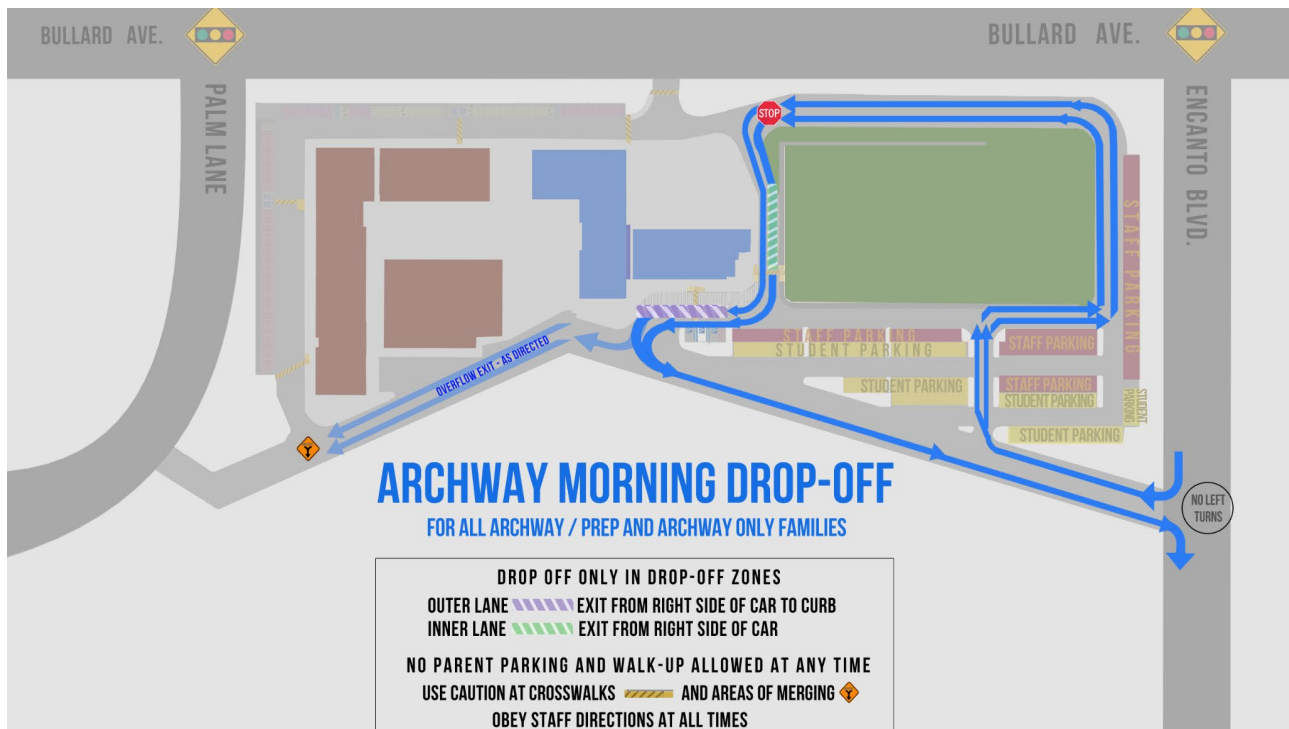 BULLARD AVE.
BULLARD AVE.
PALM LANE
ENCANTO BLVD.
STOP
STAFF PARKING
STAFF PARKING
STUDENT PARKING
STAFF PARKING
STUDENT PARKING
STAFF PARKING
STUDENT PARKING
STUDENT PARKING
STUDENT PARKING
OVERFLOW EXIT - AS DIRECTED
NO LEFT
TURNS
ARCHWAY MORNING DROP-OFF
FOR ALL ARCHWAY / PREP AND ARCHWAY ONLY FAMILIES
DROP OFF ONLY IN DROP-OFF ZONES
OUTER LANE EXIT FROM RIGHT SIDE OF CAR TO CURB
INNER LANE EXIT FROM RIGHT SIDE OF CAR
NO PARENT PARKING AND WALK-UP ALLOWED AT ANY TIME
USE CAUTION AT CROSSWALKS AND AREAS OF MERGING
OBEY STAFF DIRECTIONS AT ALL TIMES